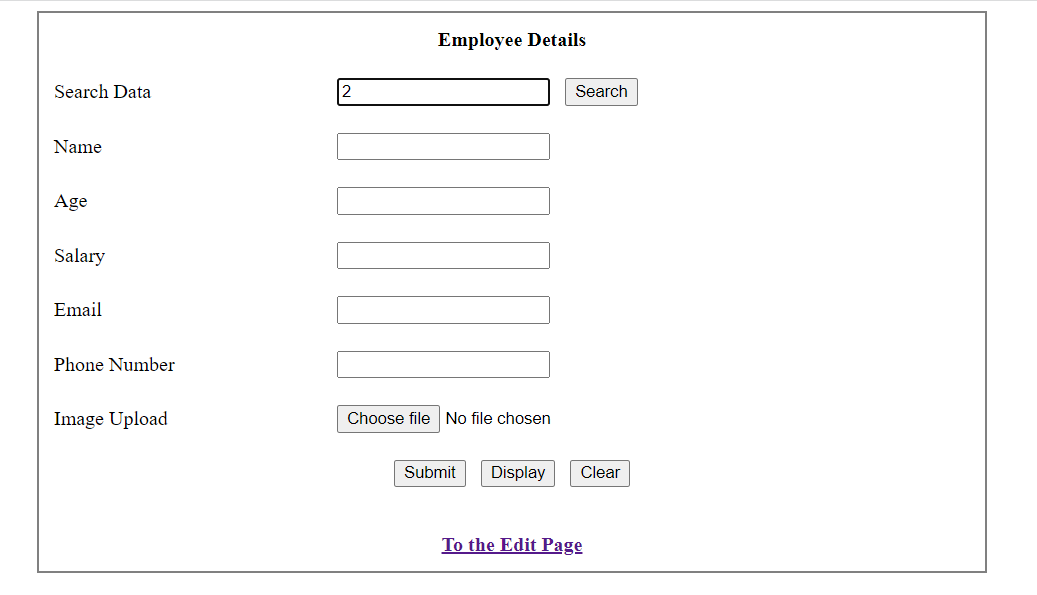 Employee Details
Search Data 2 Search
Name
Age
Salary
Email
Phone Number
Image Upload Choose file No file chosen
Submit Display Clear
To the Edit Page